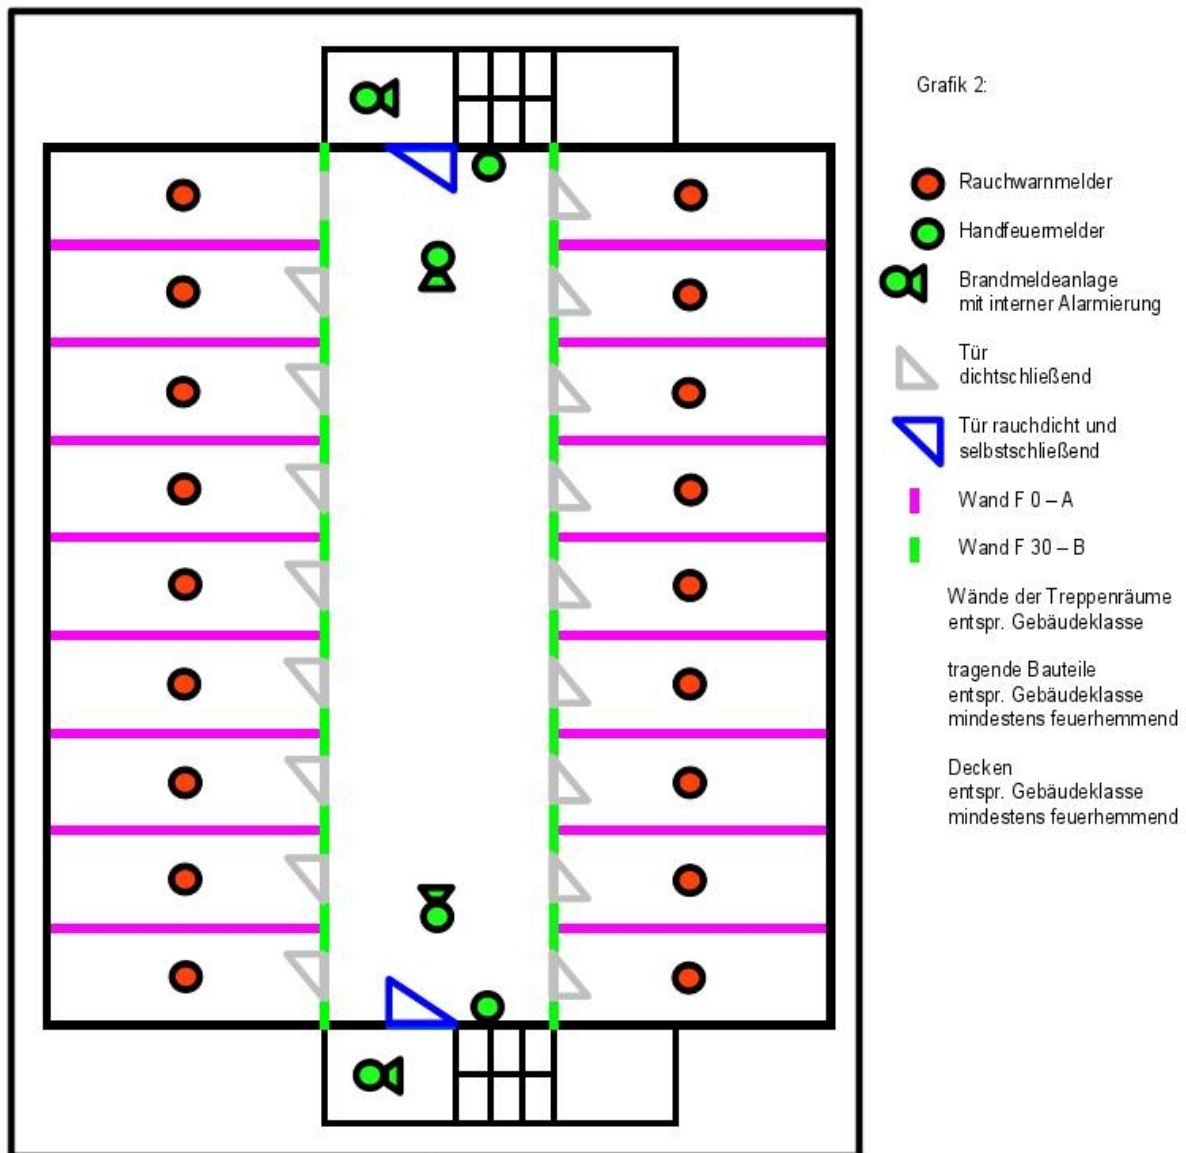 Grafik 2:
Rauchwarnmelder
Handfeuermelder
Brandmeldeanlage
mit interner Alarmierung
Tür
dichtschließend
Tür rauchdicht und
selbstschließend
Wand F 0 – A
Wand F 30 – B
Wände der Treppenräume
entspr. Gebäudeklasse
tragende Bauteile
entspr. Gebäudeklasse
mindestens feuerhemmend
Decken
entspr. Gebäudeklasse
mindestens feuerhemmend